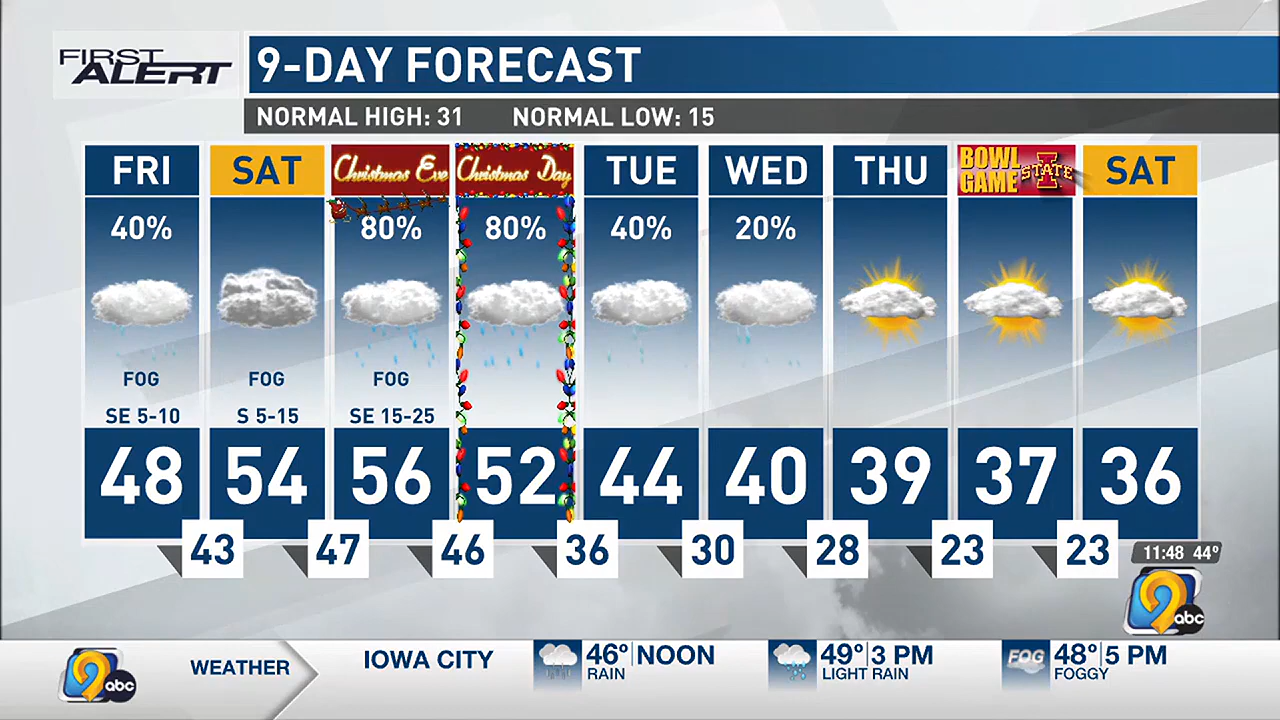 FIRST ALERT
9-DAY FORECAST
NORMAL HIGH: 31 NORMAL LOW: 15
FRI SAT Christmas Eve Christmas Day TUE WED THU BOWL GAME I STATE SAT
40% 80% 80% 40% 20%
FOG FOG FOG
SE 5-10 S 5-15 SE 15-25
48 54 56 52 44 40 39 37 36
43 47 46 36 30 28 23 23
11:48 44°
9 abc
9 abc WEATHER IOWA CITY 46° NOON 49° 3 PM FOG 48° 5 PM
RAIN LIGHT RAIN FOGGY